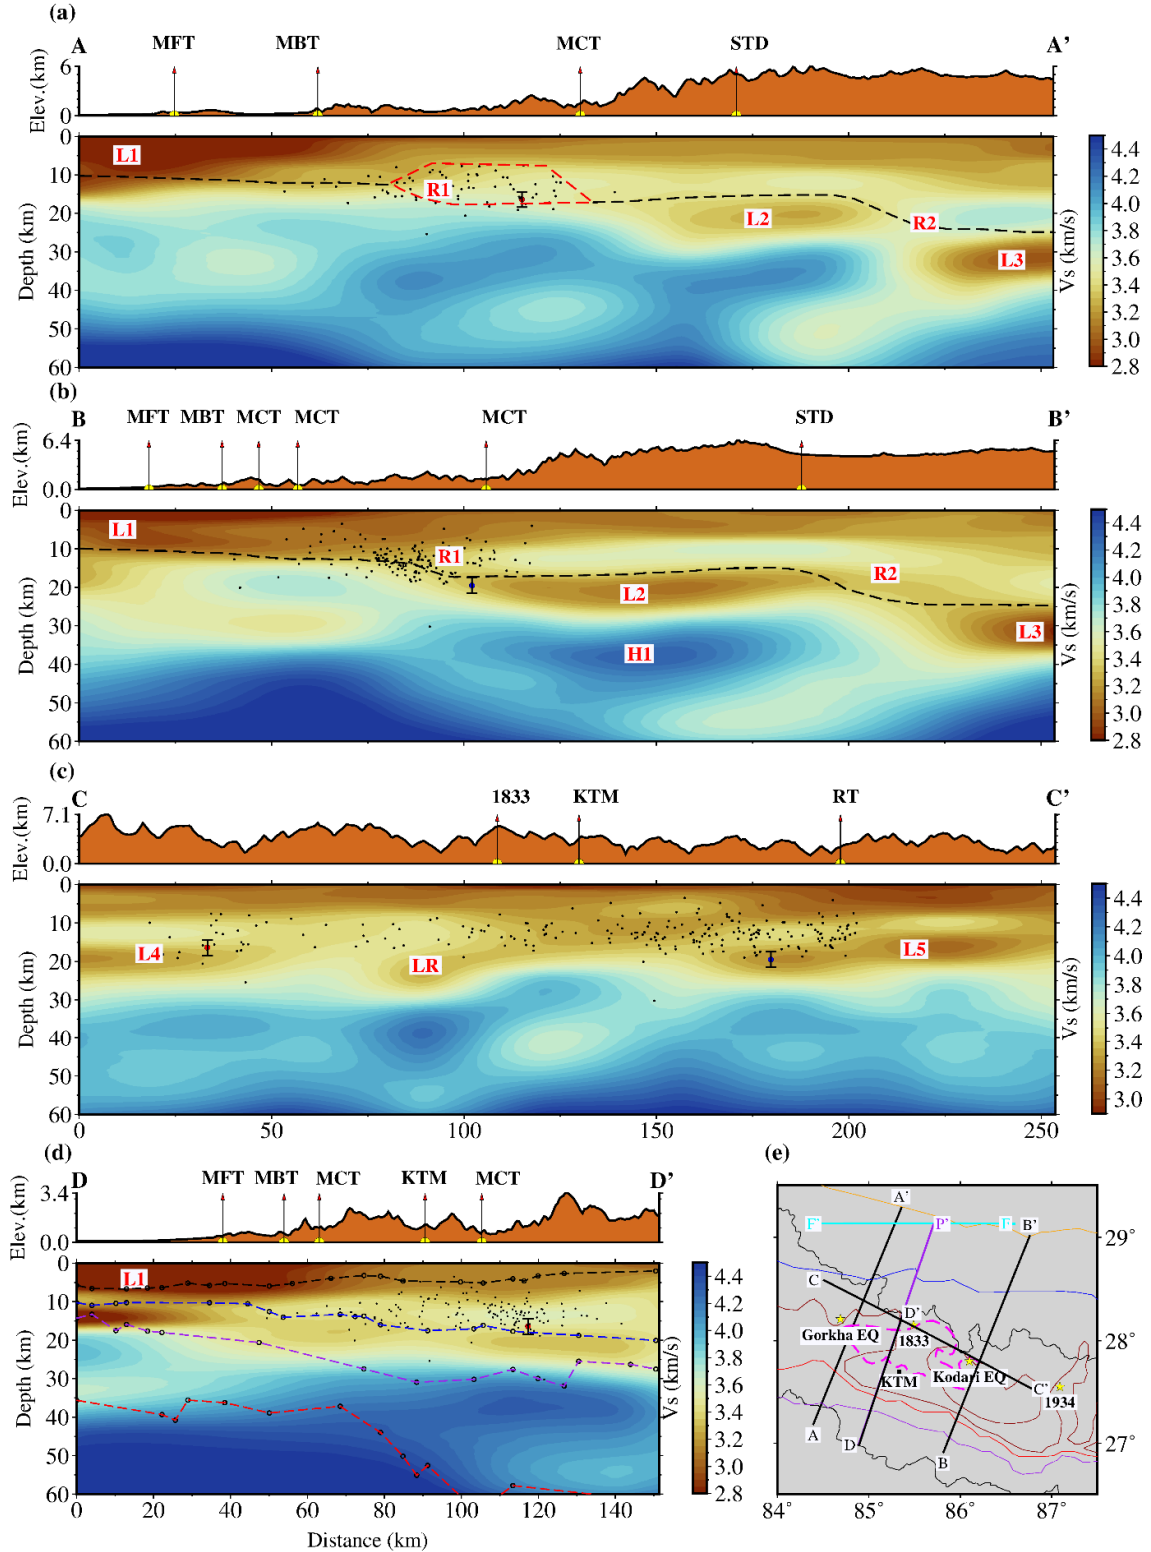 (a)
A MFT MBT MCT STD A’
Elev.(km)
6
0
Depth (km)
0
10
20
30
40
50
60
L1
R1
L2
R2
L3
Vs (km/s)
4.4
4.2
4.0
3.8
3.6
3.4
3.2
3.0
2.8
(b)
B MFT MBT MCT MCT MCT STD B’
Elev.(km)
6.4
0.0
Depth (km)
0
10
20
30
40
50
60
L1
R1
R2
L2
L3
H1
Vs (km/s)
4.4
4.2
4.0
3.8
3.6
3.4
3.2
3.0
2.8
(c)
C 1833 KTM RT C’
Elev.(km)
7.1
0.0
Depth (km)
0
10
20
30
40
50
60
L4
LR
L5
Vs (km/s)
4.4
4.2
4.0
3.8
3.6
3.4
3.2
3.0
0 50 100 150 200 250
(d)
D MFT MBT MCT KTM MCT D’
Elev.(km)
3.4
0.0
Depth (km)
0
10
20
30
40
50
60
L1
Vs (km/s)
4.4
4.2
4.0
3.8
3.6
3.4
3.2
3.0
2.8
0 20 40 60 80 100 120 140
Distance (km)
(e)
A’
F’ P’ F B’
C
D’
Gorkha EQ 1833
KTM Kodari EQ
C’
1934
A
D
B
29°
28°
27°
84° 85° 86° 87°